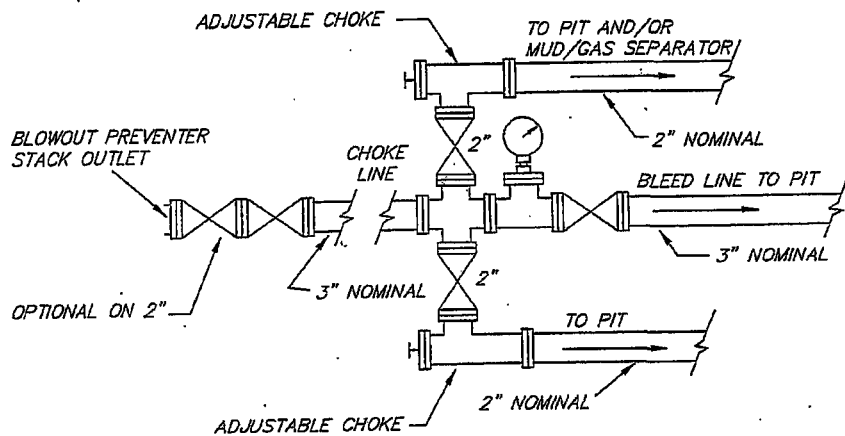 ADJUSTABLE CHOKE
TO PIT AND/OR
MUD/GAS SEPARATOR
2" NOMINAL
BLOWOUT PREVENTER
STACK OUTLET
CHOKE
LINE
2"
BLEED LINE TO PIT
3" NOMINAL
OPTIONAL ON 2"
3" NOMINAL
2"
TO PIT
2" NOMINAL
ADJUSTABLE CHOKE